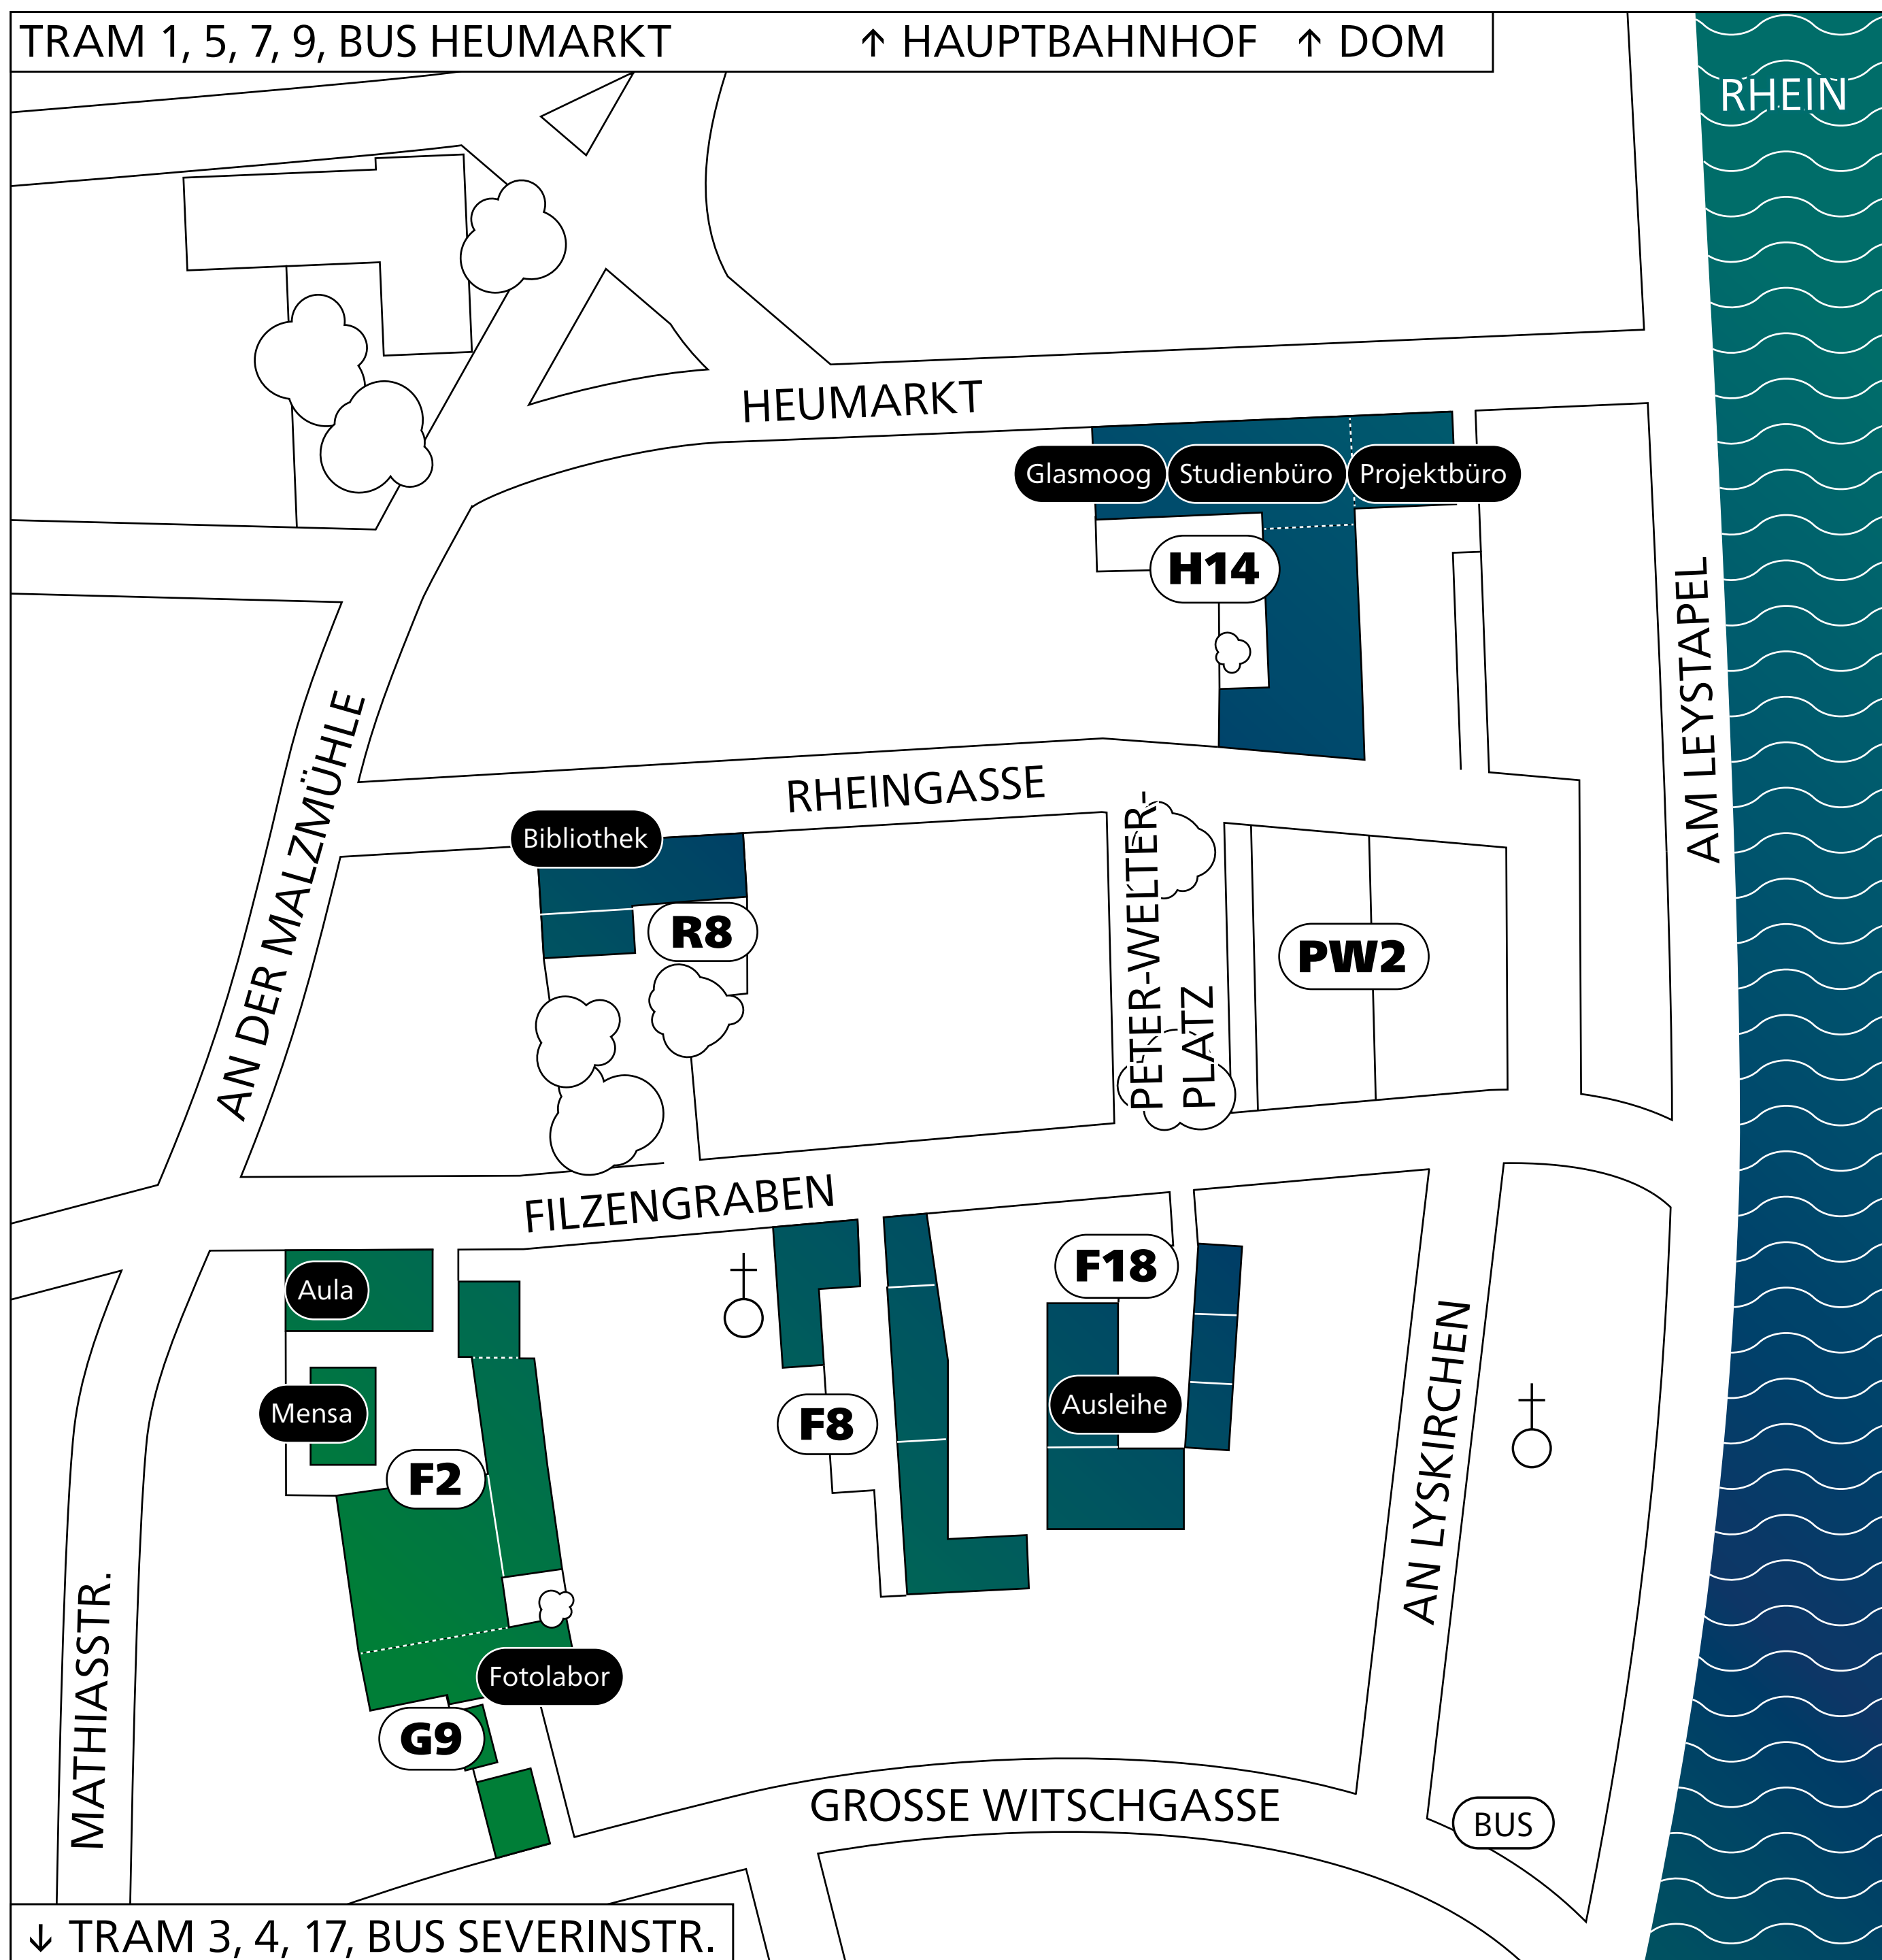 TRAM 1, 5, 7, 9, BUS HEUMARKT ↑ HAUPTBAHNHOF ↑ DOM
RHEIN
HEUMARKT
Glasmoog
Studienbüro
Projektbüro
H14
AM LEYSTAPEL
AN DER MALZMÜHLE
RHEINGASSE
Bibliothek
R8
PETER-WELTER-
PLATZ
PW2
FILZENGRABEN
Aula
F18
Mensa
Ausleihe
F8
F2
AN LYSKIRCHEN
MATHIASSTR.
Fotolabor
G9
GROSSE WITSCHGASSE
BUS
↓ TRAM 3, 4, 17, BUS SEVERINSTR.